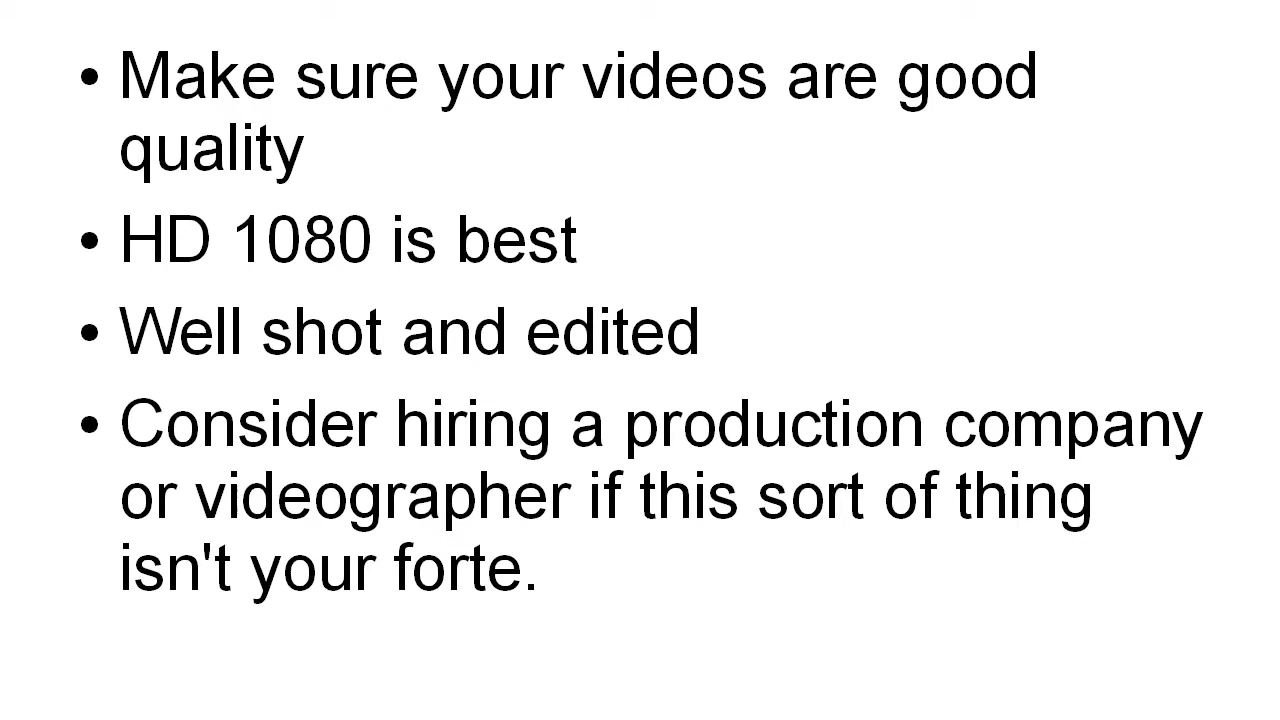 • Make sure your videos are good
quality
• HD 1080 is best
• Well shot and edited
• Consider hiring a production company
or videographer if this sort of thing
isn't your forte.